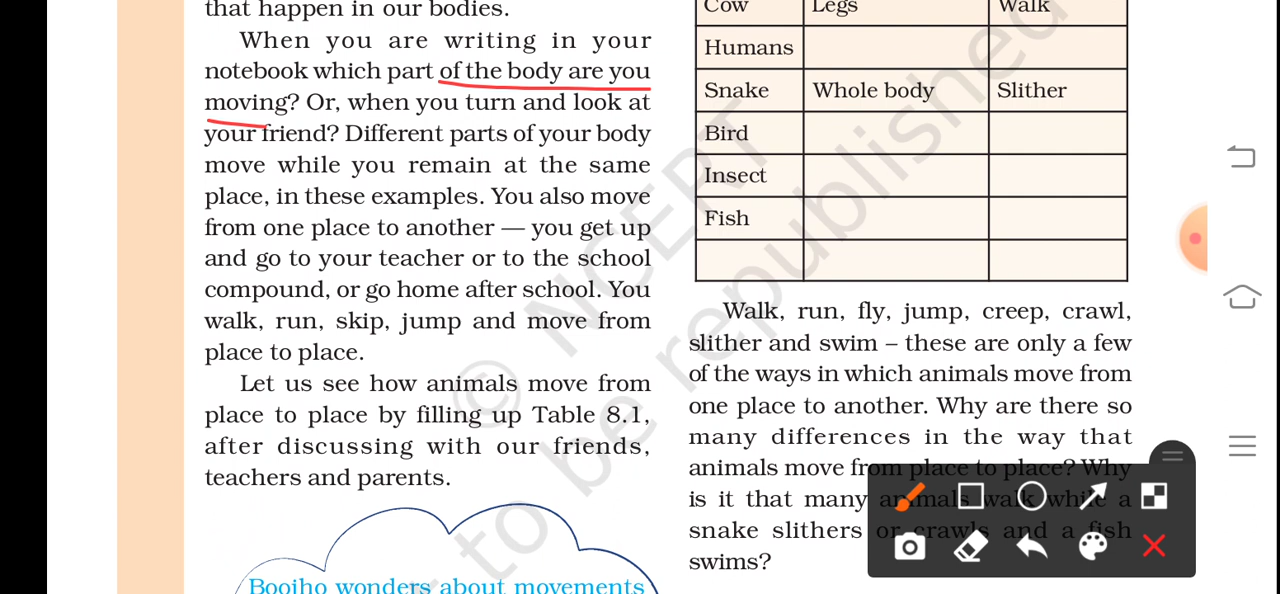 that happen in our bodies.
When you are writing in your
notebook which part of the body are you
moving? Or, when you turn and look at
your friend? Different parts of your body
move while you remain at the same
place, in these examples. You also move
from one place to another — you get up
and go to your teacher or to the school
compound, or go home after school. You
walk, run, skip, jump and move from
place to place.
Let us see how animals move from
place to place by filling up Table 8.1,
after discussing with our friends,
teachers and parents.
Boojho wonders about movements
Cow Legs Walk
Humans
Snake Whole body Slither
Bird
Insect
Fish
Walk, run, fly, jump, creep, crawl,
slither and swim – these are only a few
of the ways in which animals move from
one place to another. Why are there so
many differences in the way that
animals move from place to place? Why
is it that many animals walk while a
snake slithers or crawls and a fish
swims?
© NCERT
to be republished